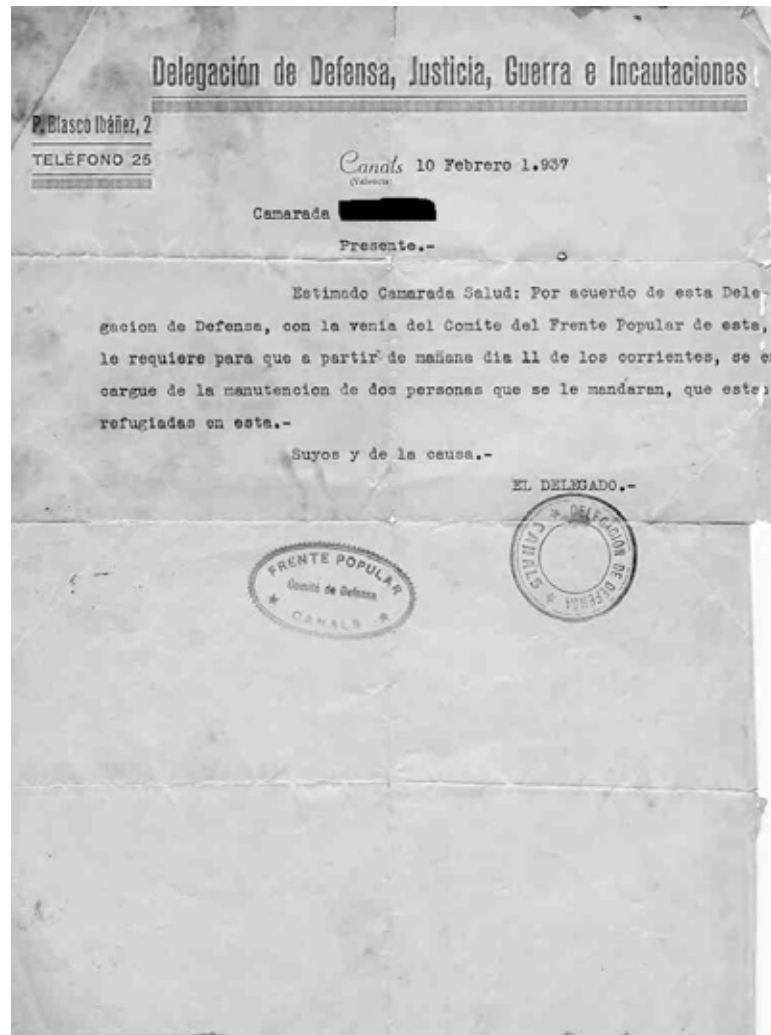 Delegación de Defensa, Justicia, Guerra e Incautaciones
P. Blasco Ibáñez, 2
TELÉFONO 25
Canals 10 Febrero 1.937
(Valencia)
Camarada
Presente.-
Estimado Camarada Salud: Por acuerdo de esta Dele-
gacion de Defensa, con la venia del Comite del Frente Popular de esta,
le requiere para que a partir de mañana dia 11 de los corrientes, se e
cargue de la manutencion de dos personas que se le mandaran, que estan
refugiadas en esta.-
Suyos y de la causa.-
EL DELEGADO.-
FRENTE POPULAR
Comité de Defensa
★ CANALS ★
★ DELEGACION DE DEFENSA ★ CANALS